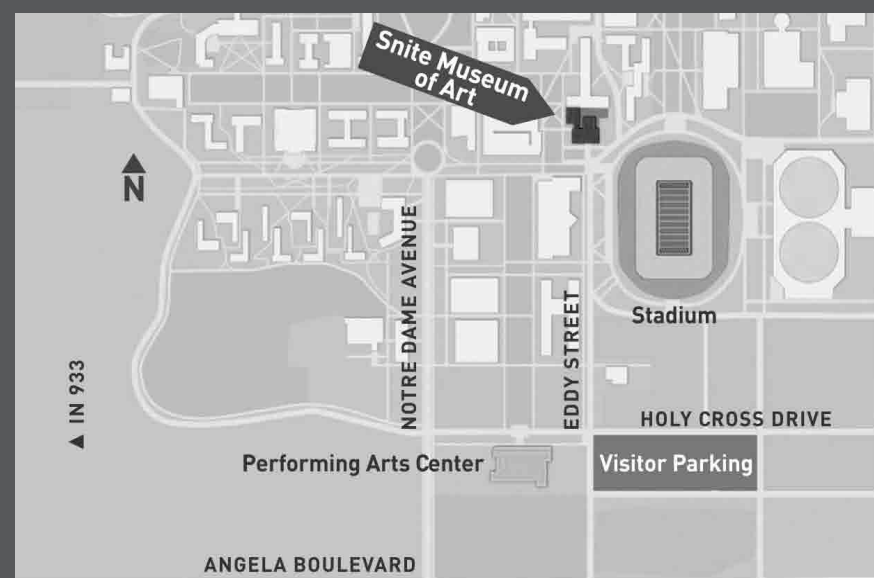 Snite Museum
of Art
N
NOTRE DAME AVENUE
EDDY STREET
Stadium
IN 933
HOLY CROSS DRIVE
Performing Arts Center
Visitor Parking
ANGELA BOULEVARD